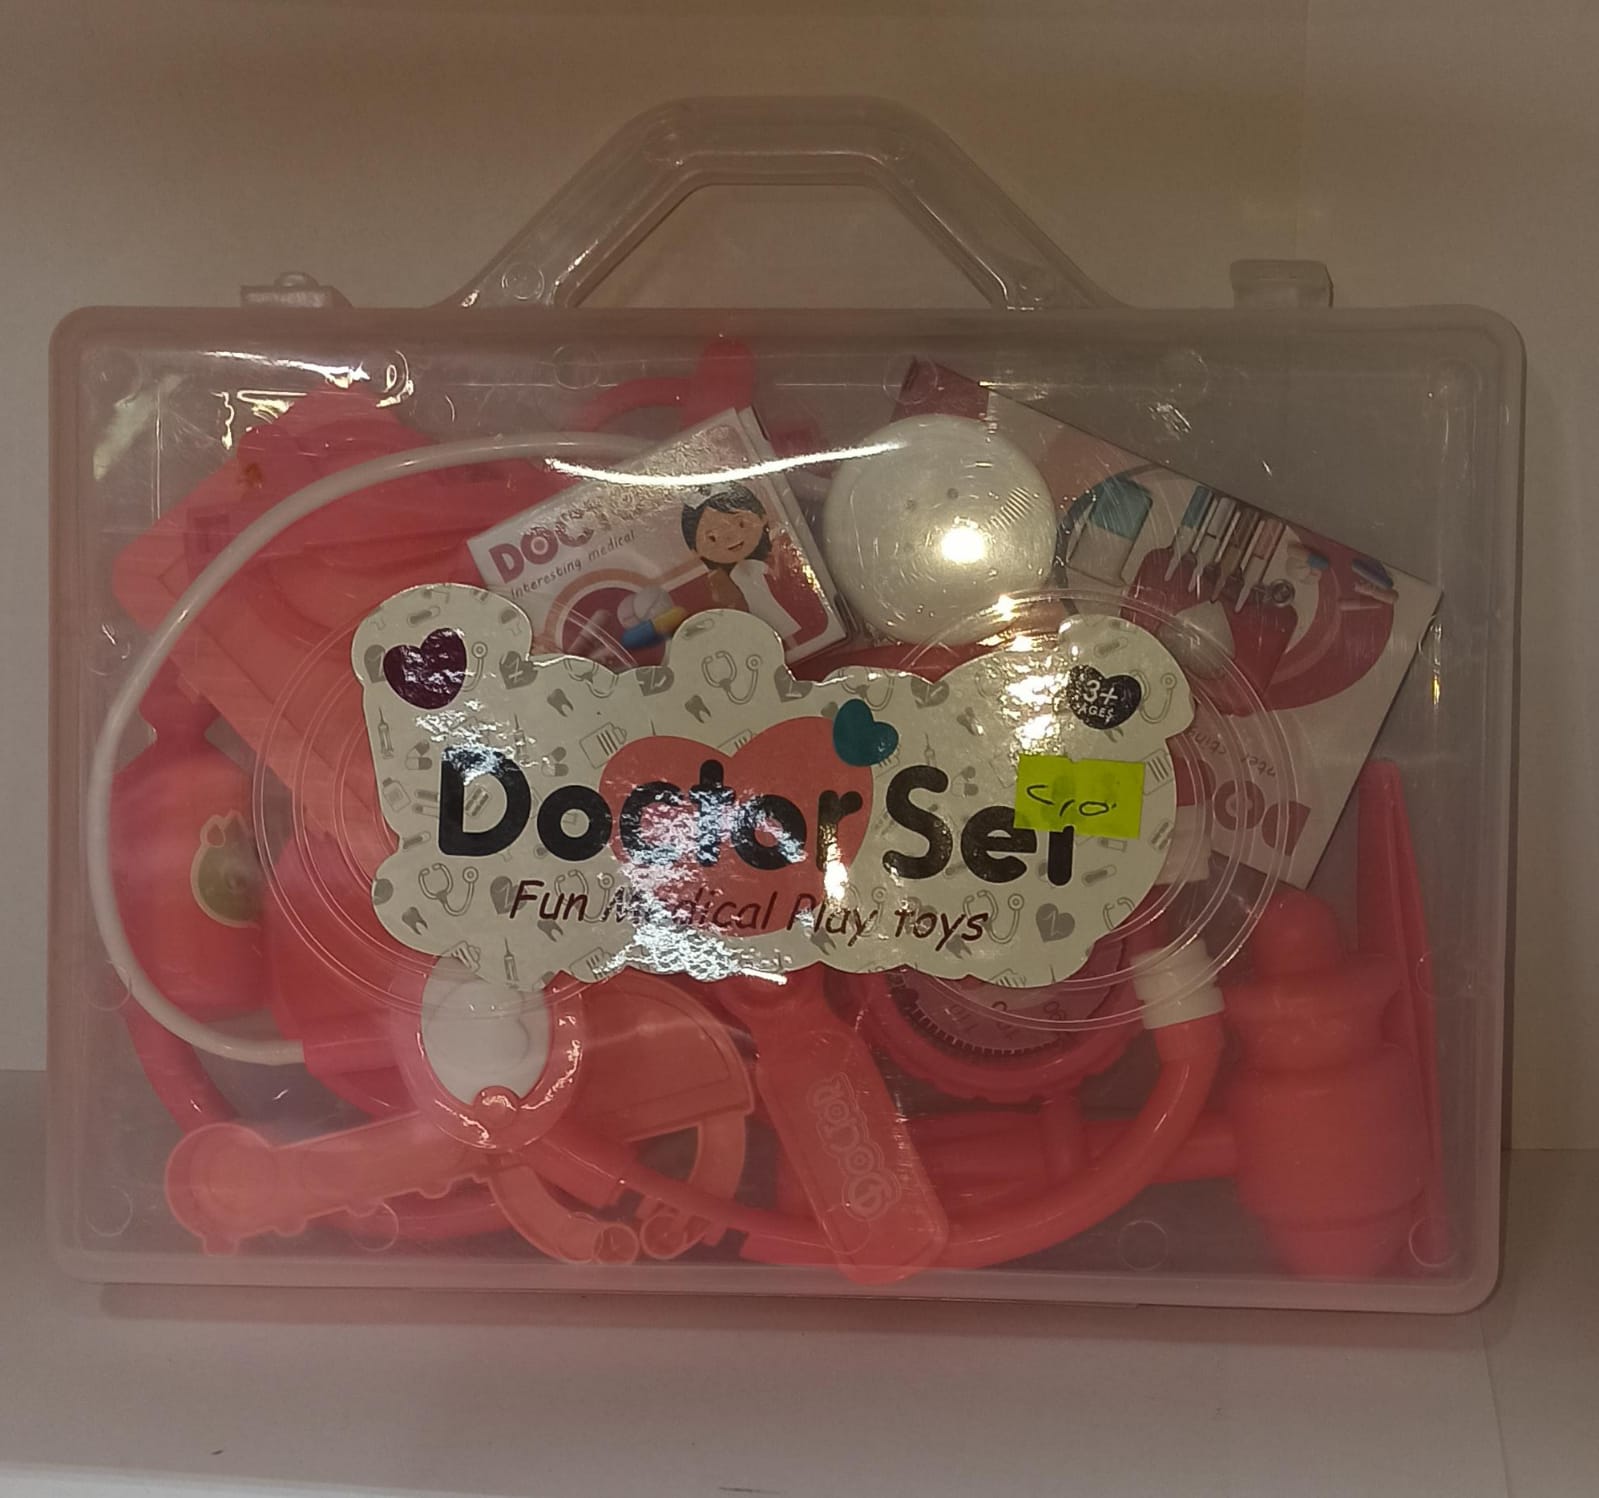 DOC
interesting medical
3+
AGES
Doctor Set
Fun Medical Play toys
Doctor